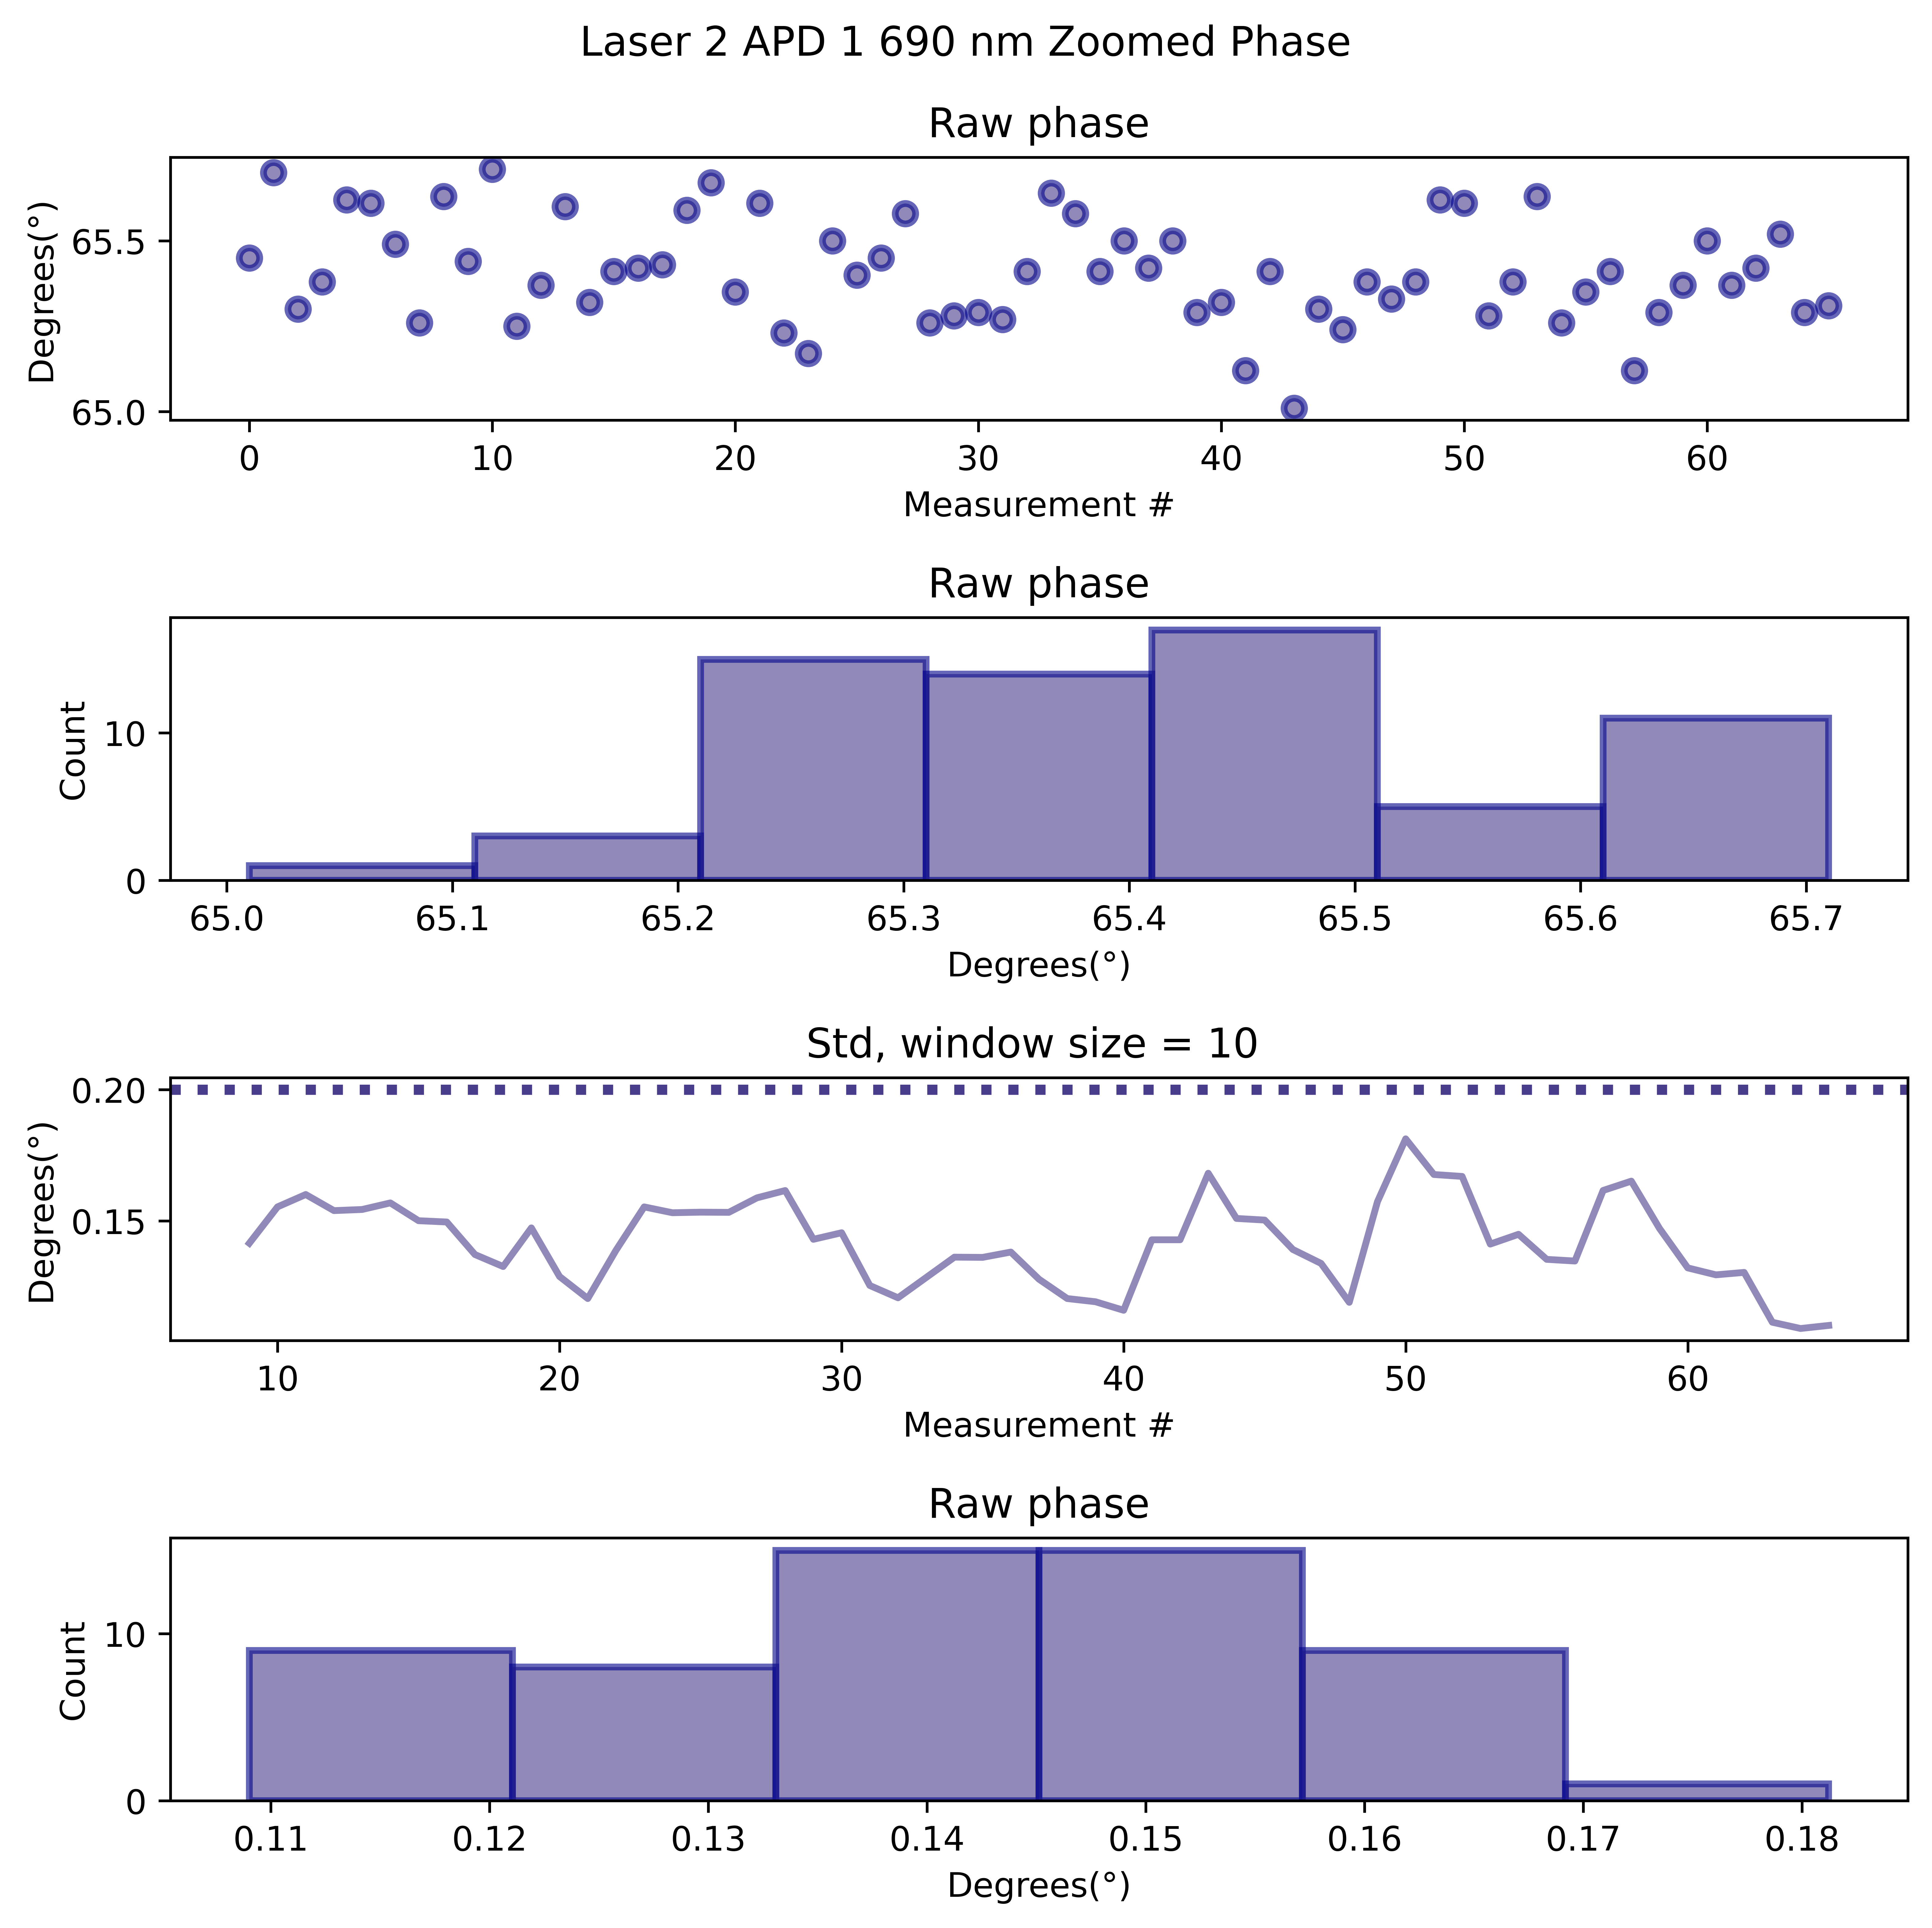 Laser 2 APD 1 690 nm Zoomed Phase
Raw phase
Degrees(°)
65.5
65.0
0 10 20 30 40 50 60
Measurement #
Raw phase
Count
10
0
65.0 65.1 65.2 65.3 65.4 65.5 65.6 65.7
Degrees(°)
Std, window size = 10
Degrees(°)
0.20
0.15
10 20 30 40 50 60
Measurement #
Raw phase
Count
10
0
0.11 0.12 0.13 0.14 0.15 0.16 0.17 0.18
Degrees(°)